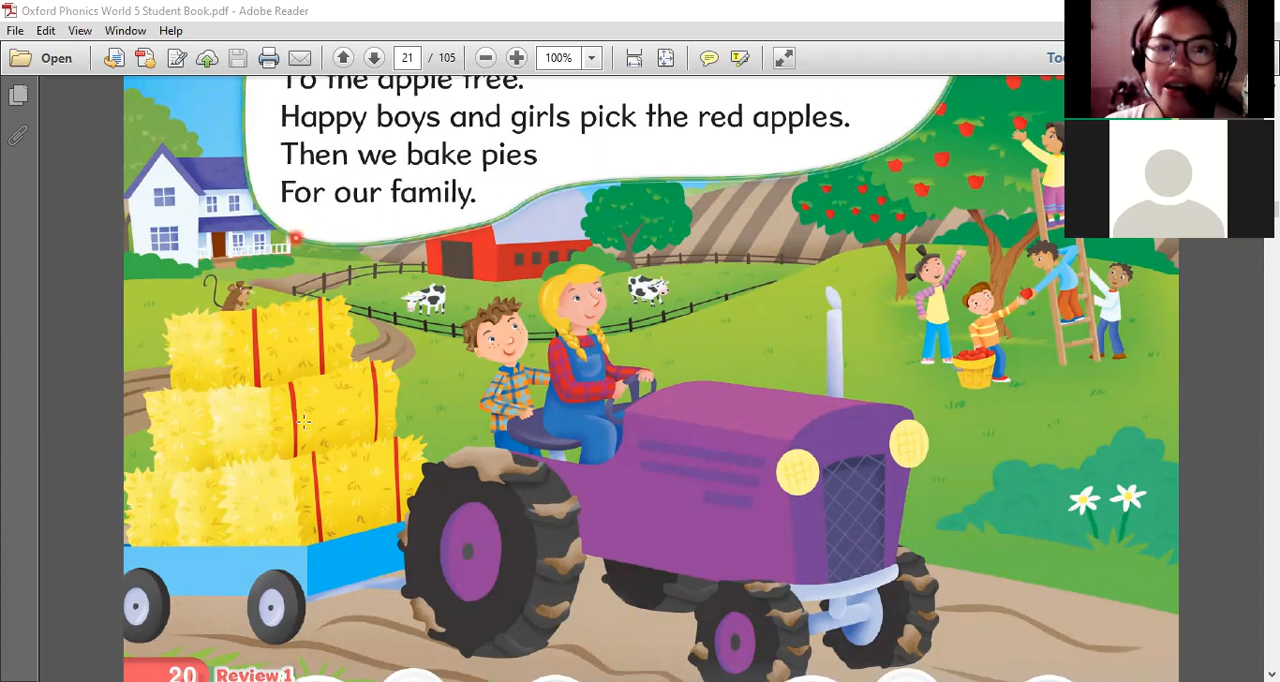 Oxford Phonics World 5 Student Book.pdf - Adobe Reader
File Edit View Window Help
Open 21 / 105 100%
To the apple tree.
Happy boys and girls pick the red apples.
Then we bake pies
For our family.
20 Review 1